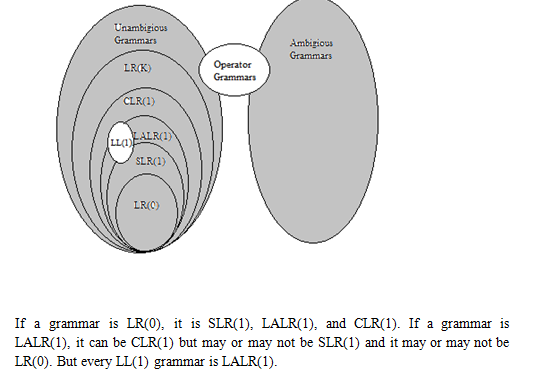 Unambigious
Grammars
Ambigious
Grammars
LR(K)
Operator
Grammars
CLR(1)
LL(1)
LALR(1)
SLR(1)
LR(0)
If a grammar is LR(0), it is SLR(1), LALR(1), and CLR(1). If a grammar is
LALR(1), it can be CLR(1) but may or may not be SLR(1) and it may or may not be
LR(0). But every LL(1) grammar is LALR(1).